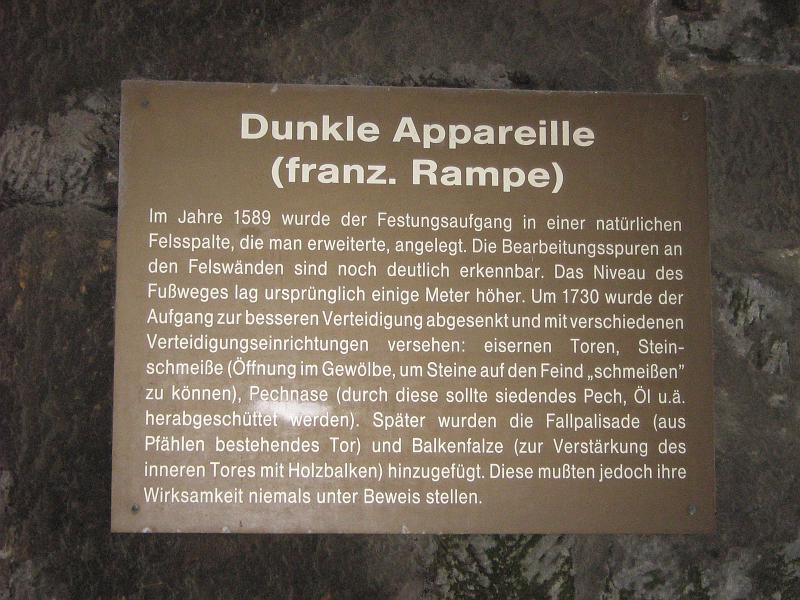 Dunkle Appareille
(franz. Rampe)
Im Jahre 1589 wurde der Festungsaufgang in einer natürlichen
Felsspalte, die man erweiterte, angelegt. Die Bearbeitungsspuren an
den Felswänden sind noch deutlich erkennbar. Das Niveau des
Fußweges lag ursprünglich einige Meter höher. Um 1730 wurde der
Aufgang zur besseren Verteidigung abgesenkt und mit verschiedenen
Verteidigungseinrichtungen versehen: eisernen Toren, Stein-
schmeiße (Öffnung im Gewölbe, um Steine auf den Feind „schmeißen”
zu können), Pechnase (durch diese sollte siedendes Pech, Öl u.ä.
herabgeschüttet werden). Später wurden die Fallpalisade (aus
Pfählen bestehendes Tor) und Balkenfalze (zur Verstärkung des
inneren Tores mit Holzbalken) hinzugefügt. Diese mußten jedoch ihre
Wirksamkeit niemals unter Beweis stellen.